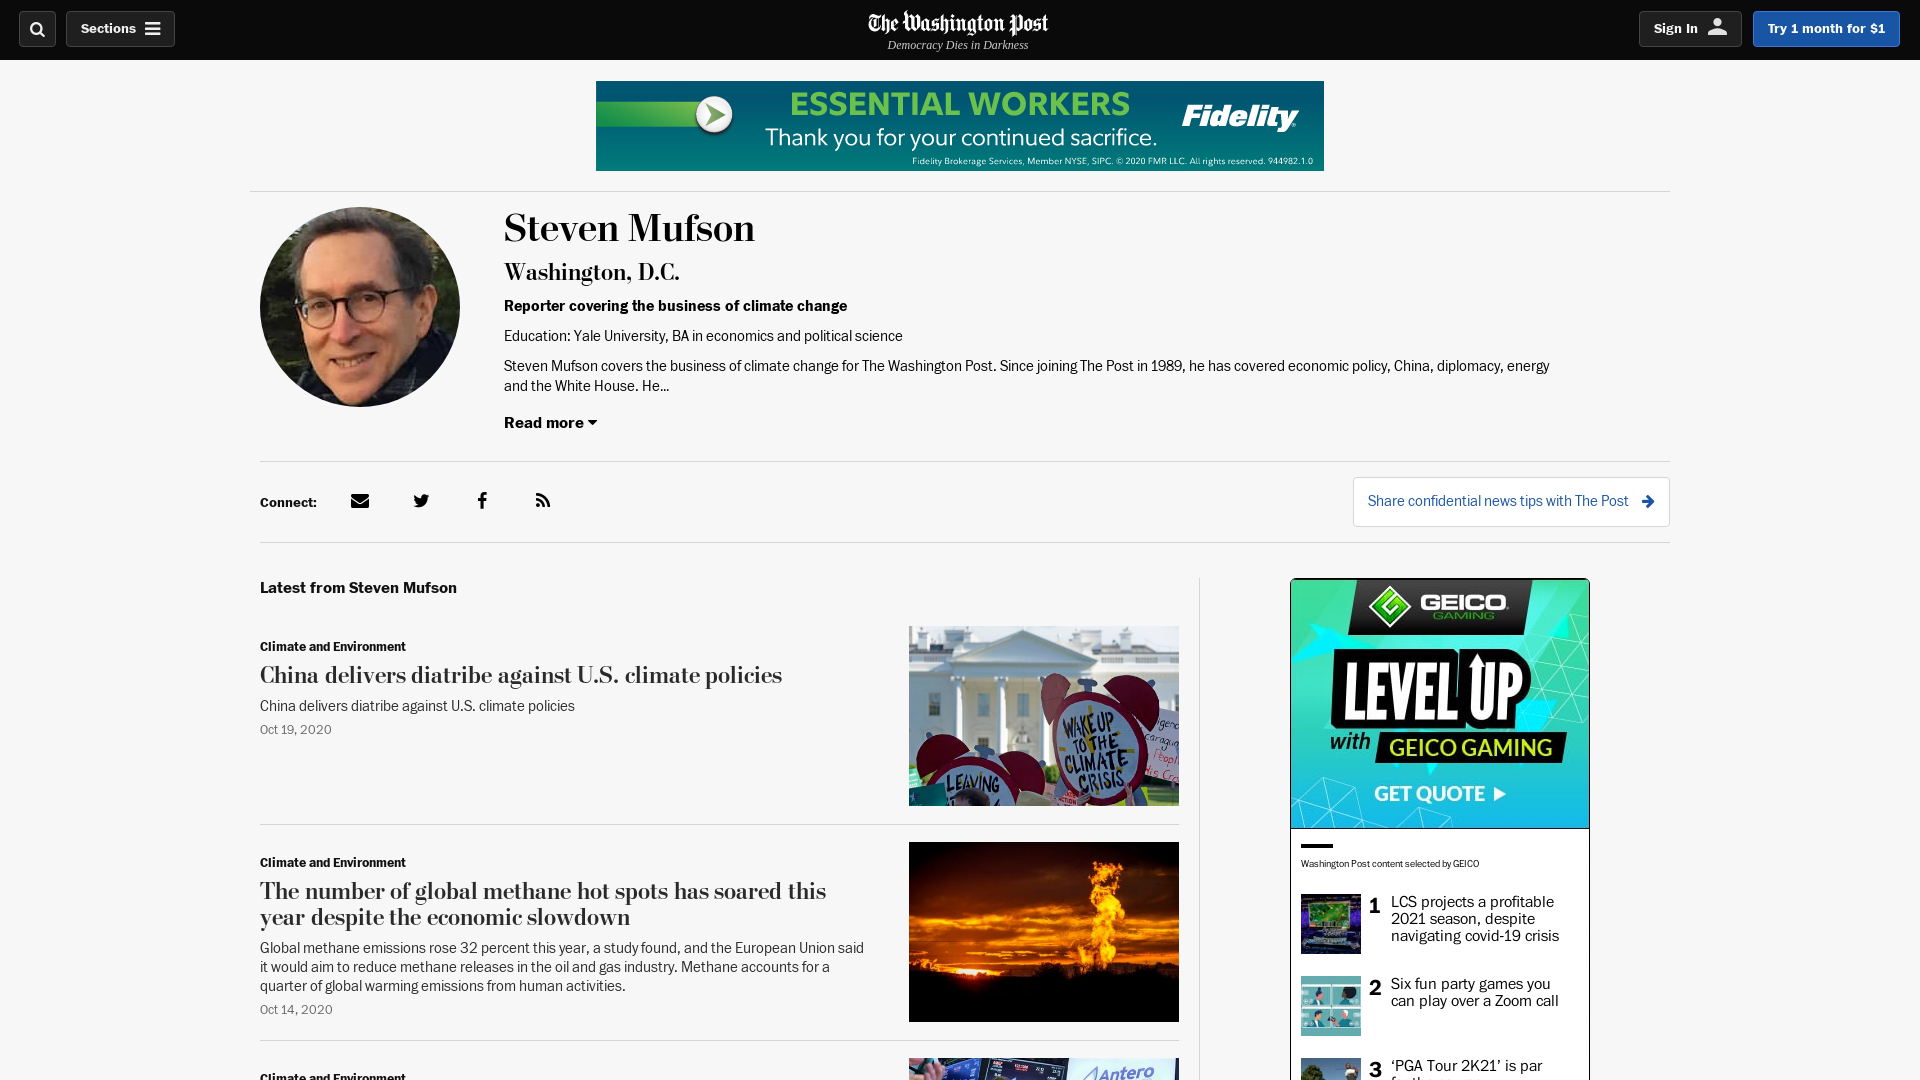 Sections
The Washington Post
Democracy Dies in Darkness
Sign In
Try 1 month for $1
ESSENTIAL WORKERS
Thank you for your continued sacrifice.
Fidelity
Fidelity Brokerage Services, Member NYSE, SIPC. © 2020 FMR LLC. All rights reserved. 944982.1.0
Steven Mufson
Washington, D.C.
Reporter covering the business of climate change
Education: Yale University, BA in economics and political science
Steven Mufson covers the business of climate change for The Washington Post. Since joining The Post in 1989, he has covered economic policy, China, diplomacy, energy
and the White House. He...
Read more
Connect:
Share confidential news tips with The Post
Latest from Steven Mufson
Climate and Environment
China delivers diatribe against U.S. climate policies
China delivers diatribe against U.S. climate policies
Oct 19, 2020
WAKE UP
TO THE
CLIMATE
CRISIS
LEAVING
Climate and Environment
The number of global methane hot spots has soared this
year despite the economic slowdown
Global methane emissions rose 32 percent this year, a study found, and the European Union said
it would aim to reduce methane releases in the oil and gas industry. Methane accounts for a
quarter of global warming emissions from human activities.
Oct 14, 2020
Climate and Environment
Antero
GEICO
GAMING
LEVEL UP
with GEICO GAMING
GET QUOTE
Washington Post content selected by GEICO
1 LCS projects a profitable
2021 season, despite
navigating covid-19 crisis
2 Six fun party games you
can play over a Zoom call
3 ‘PGA Tour 2K21’ is par